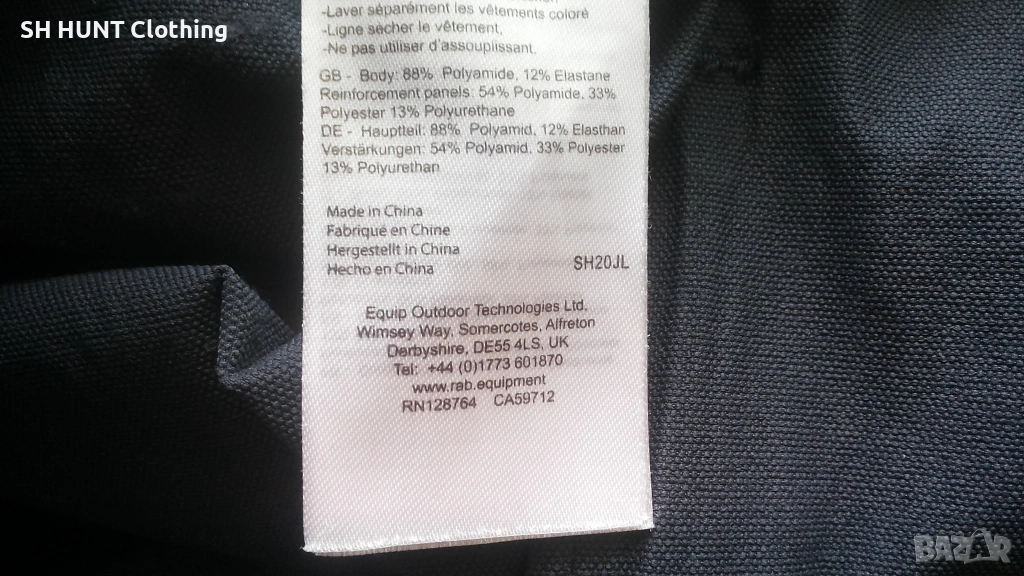 SH HUNT Clothing
-Laver séparément les vêtements coloré
-Ligne sécher le vêtement,
-Ne pas utiliser d'assouplissant.
GB - Body: 88% Polyamide, 12% Elastane
Reinforcement panels: 54% Polyamide, 33%
Polyester 13% Polyurethane
DE - Hauptteil: 88% Polyamid, 12% Elasthan
Verstärkungen: 54% Polyamid, 33% Polyester
13% Polyurethan
Made in China
Fabriqué en Chine
Hergestellt in China
Hecho en China SH20JL
Equip Outdoor Technologies Ltd.
Wimsey Way, Somercotes, Alfreton
Derbyshire, DE55 4LS, UK
Tel: +44 (0)1773 601870
www.rab.equipment
RN128764 CA59712
BAZAR